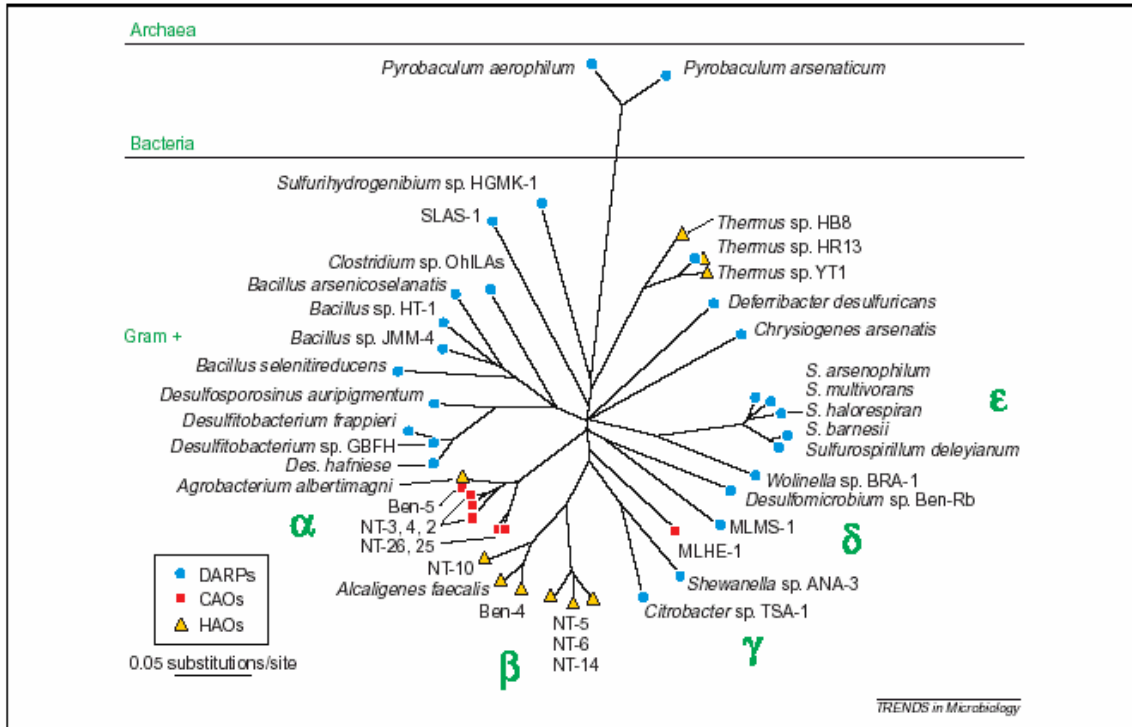 Archaea
Pyrobaculum aerophilum
Pyrobaculum arsenaticum
Bacteria
Sulfurihydrogenibium sp. HGMK-1
SLAS-1
Thermus sp. HB8
Thermus sp. HR13
Thermus sp. YT1
Clostridium sp. OhILAs
Bacillus arsenicoselanatis
Bacillus sp. HT-1
Deferribacter desulfuricans
Chrysiogenes arsenatis
Gram +
Bacillus sp. JMM-4
Bacillus selenitireducens
S. arsenophilum
S. multivorans
S. halorespiran
S. barnesii
Sulfurospirillum deleyianum
ε
Desulfosporosinus auripigmentum
Desulfitobacterium frappieri
Desulfitobacterium sp. GBFH
Des. hafniese
Agrobacterium albertimagni
Wolinella sp. BRA-1
Desulfomicrobium sp. Ben-Rb
MLMS-1
δ
MLHE-1
α
Ben-5
NT-3, 4, 2
NT-26, 25
NT-10
Alcaligenes faecalis
Ben-4
NT-5
NT-6
NT-14
Shewanella sp. ANA-3
Citrobacter sp. TSA-1
β
γ
DARPs
CAOs
HAOs
0.05 substitutions/site
TRENDS in Microbiology